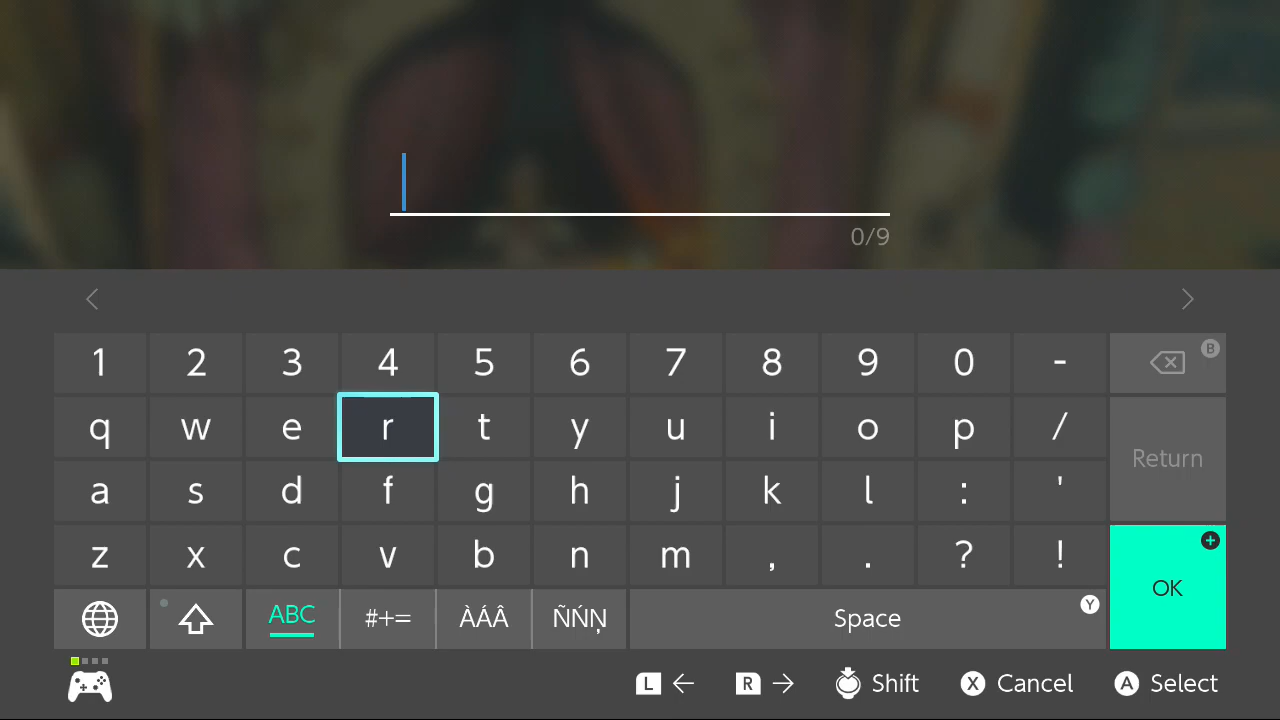 0/9
1 2 3 4 5 6 7 8 9 0 - B
q w e r t y u i o p / Return
a s d f g h j k l : '
z x c v b n m , . ? ! + OK
ABC #+= ÀÁÂ ÑŃŅ Space Y
L ← R → Shift X Cancel A Select